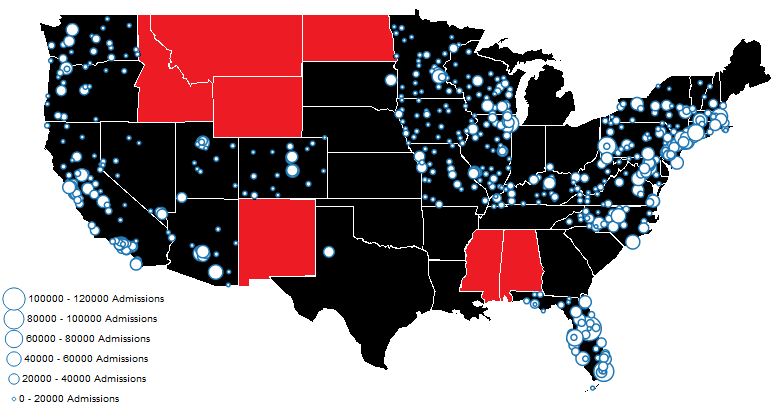 100000 - 120000 Admissions
80000 - 100000 Admissions
60000 - 80000 Admissions
40000 - 60000 Admissions
20000 - 40000 Admissions
0 - 20000 Admissions